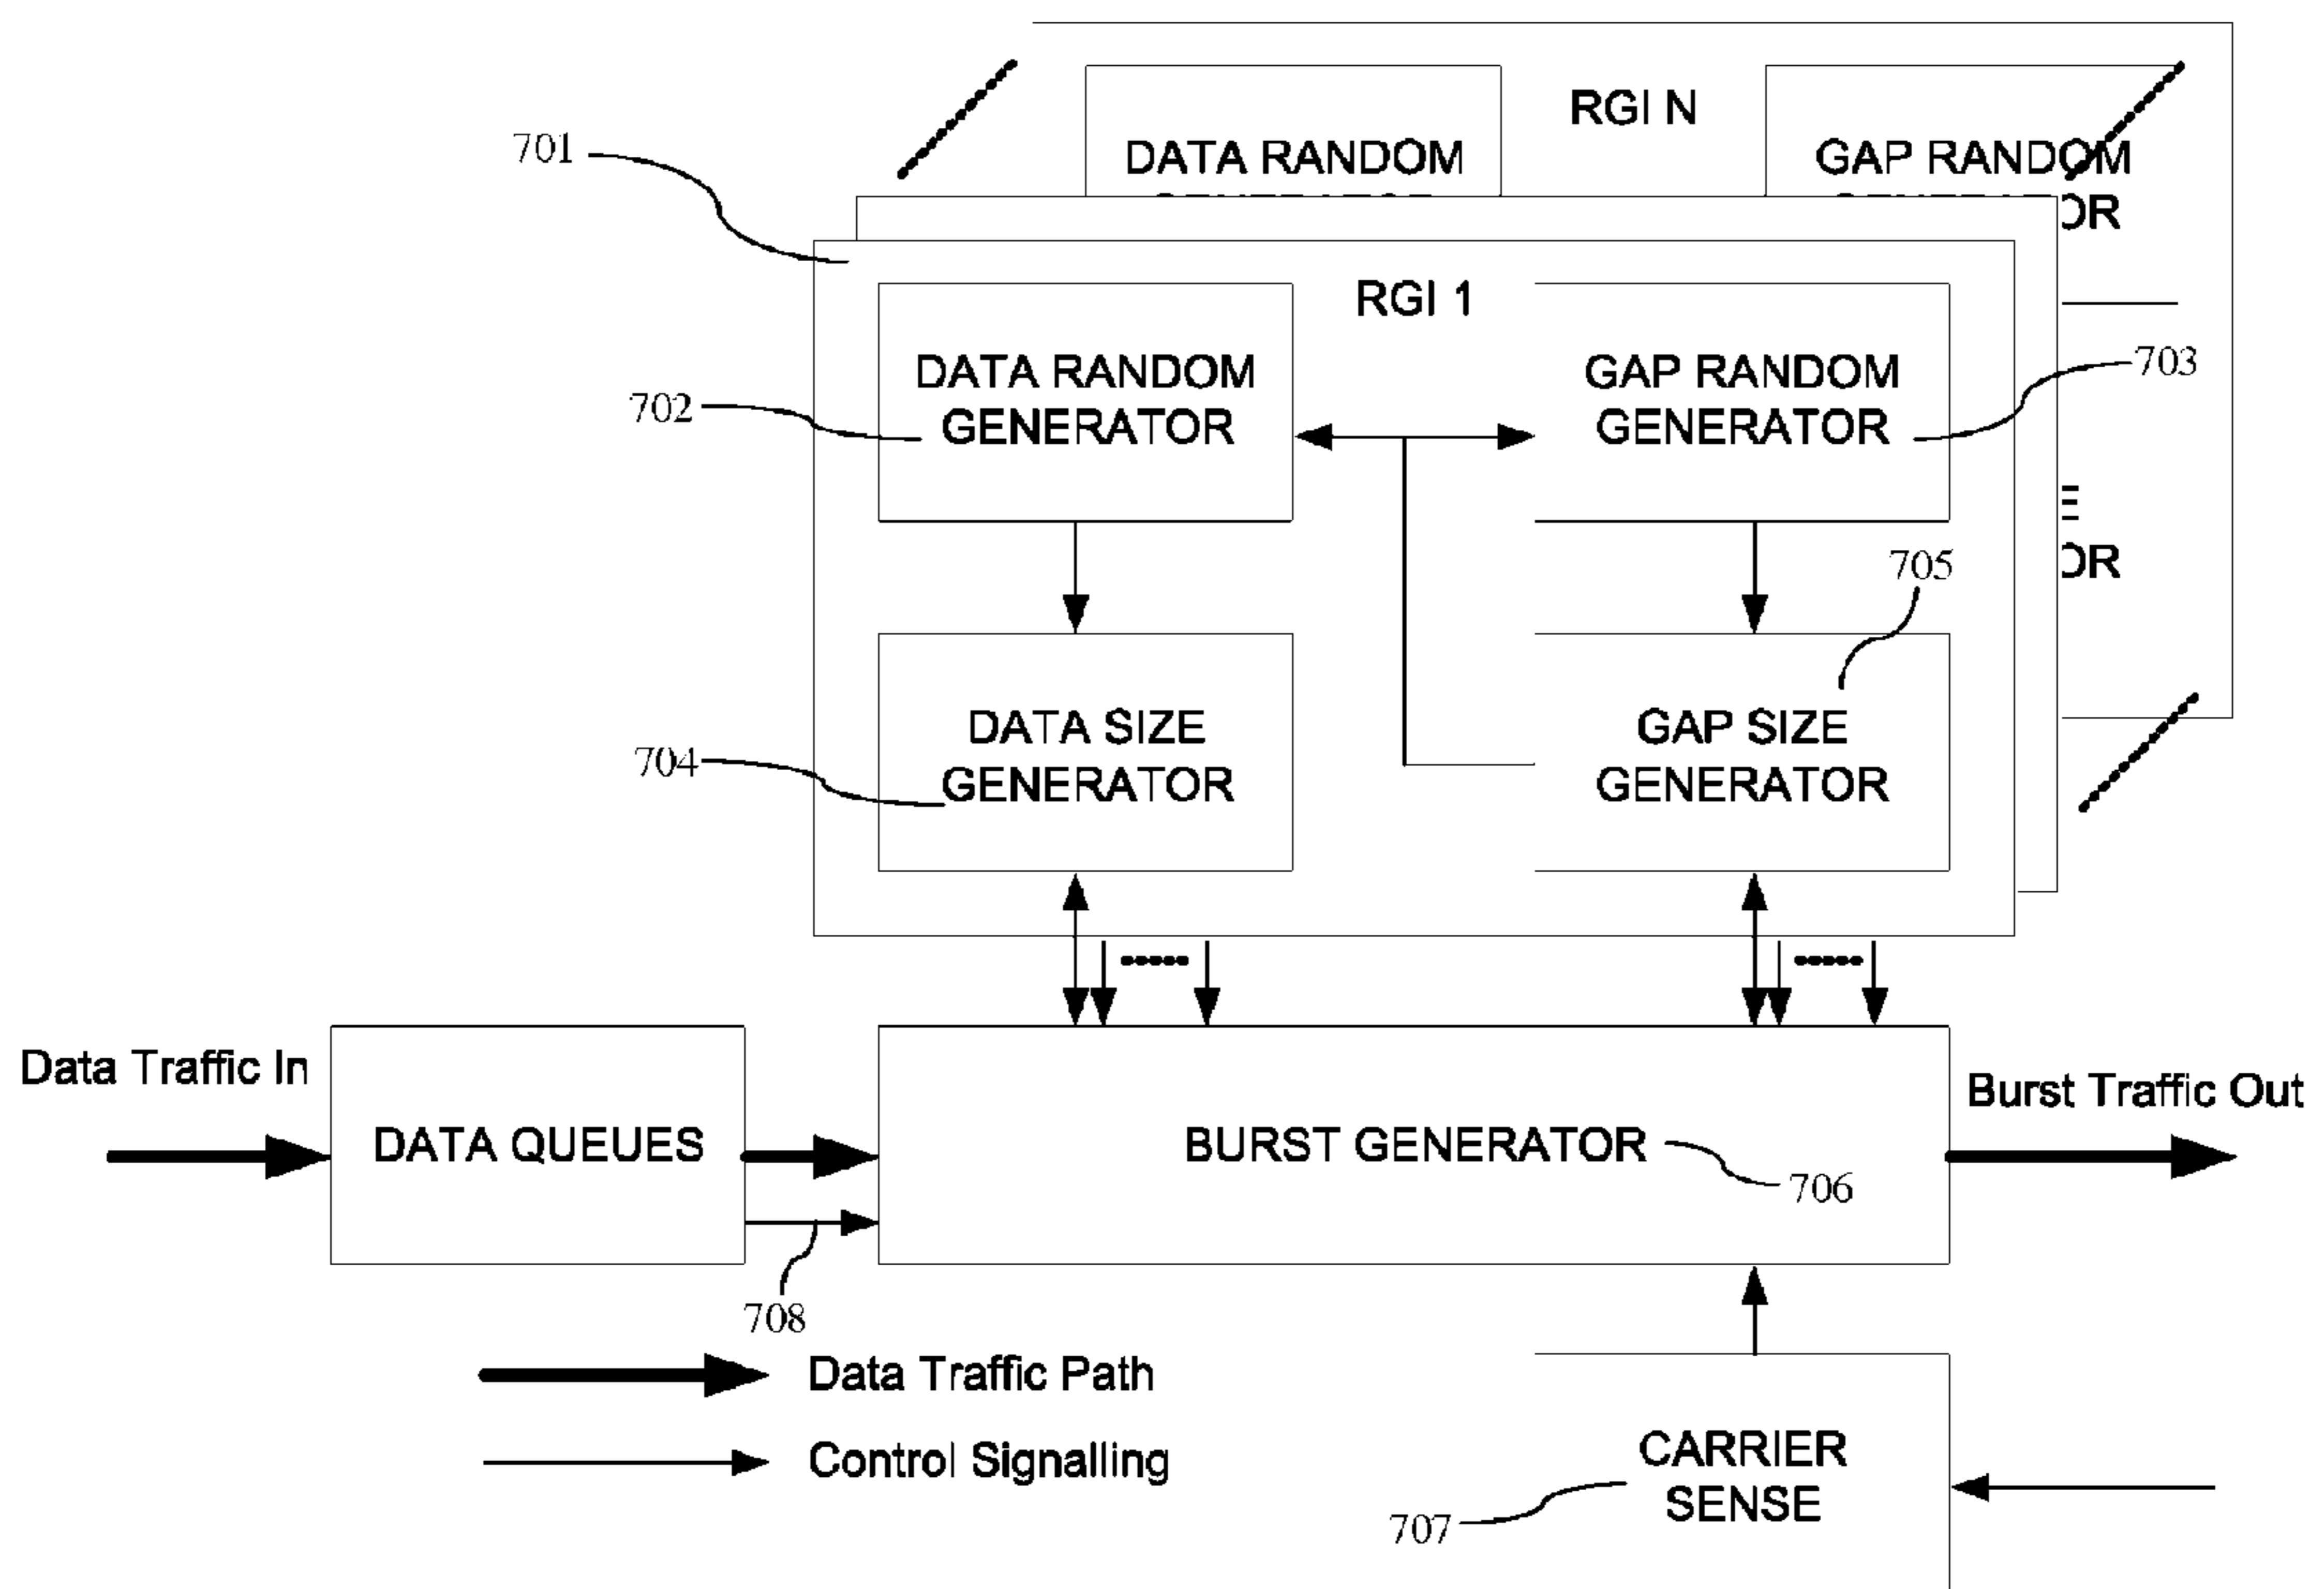 RGI N
DATA RANDOM
GAP RANDOM
OR
701
RGI 1
DATA RANDOM
GENERATOR
GAP RANDOM
GENERATOR
702
703
OR
705
DATA SIZE
GENERATOR
GAP SIZE
GENERATOR
704
Data Traffic In
DATA QUEUES
BURST GENERATOR
Burst Traffic Out
706
708
Data Traffic Path
Control Signalling
CARRIER
SENSE
707